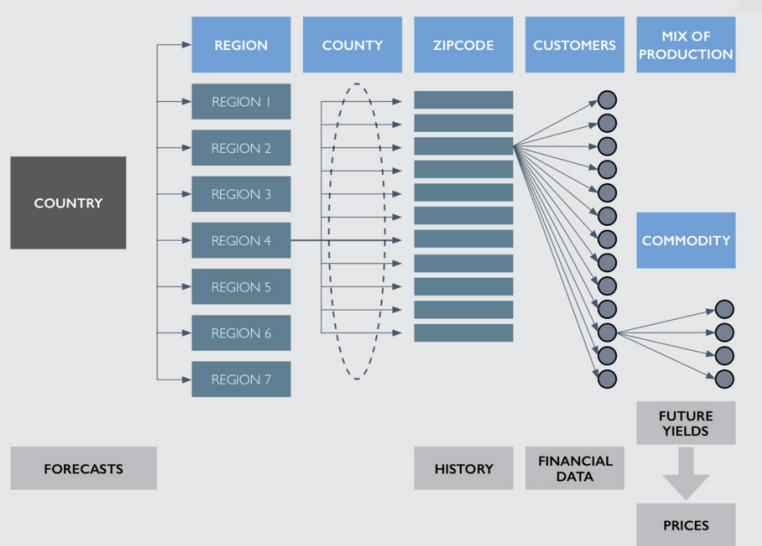 REGION
COUNTY
ZIPCODE
CUSTOMERS
MIX OF
PRODUCTION
REGION 1
REGION 2
REGION 3
COUNTRY
REGION 4
COMMODITY
REGION 5
REGION 6
REGION 7
FUTURE
YIELDS
FORECASTS
HISTORY
FINANCIAL
DATA
PRICES